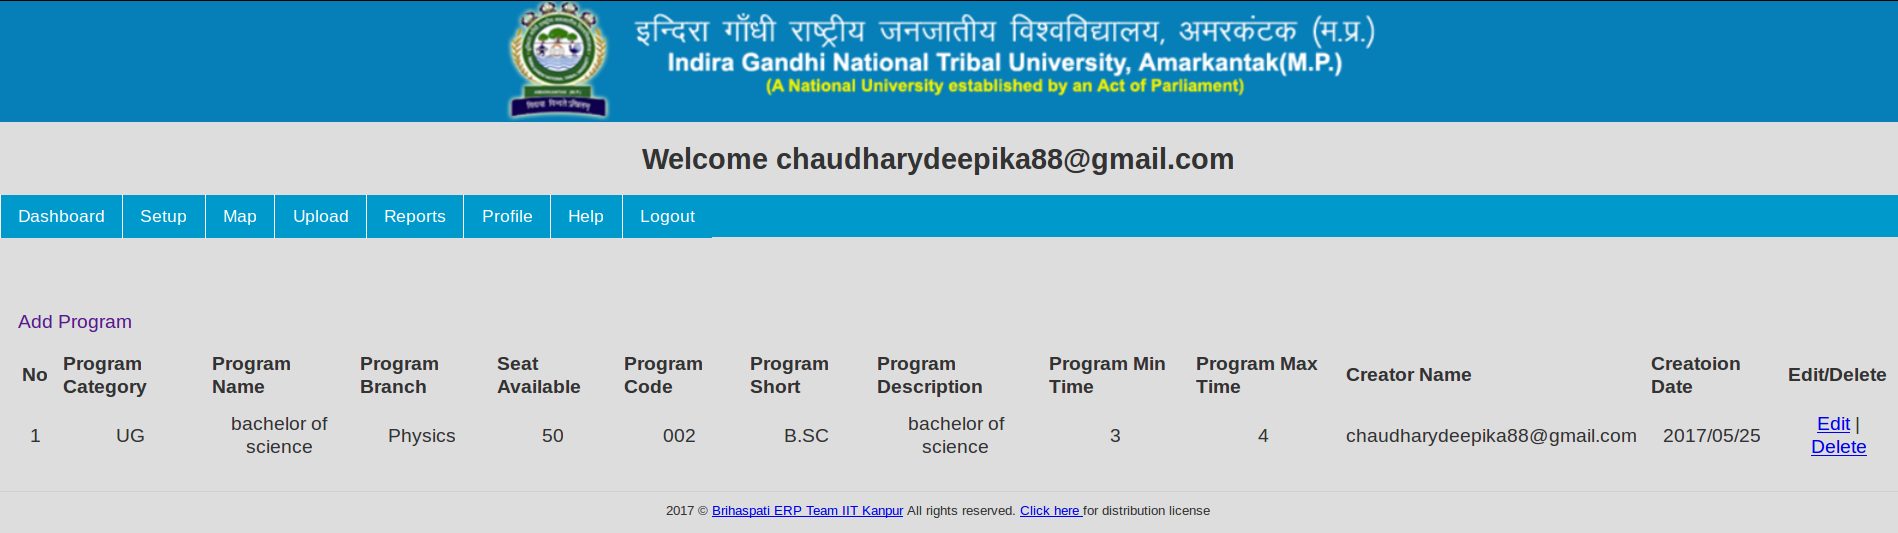 इन्दिरा गाँधी राष्ट्रीय जनजातीय विश्वविद्यालय, अमरकंटक (म.प्र.)
Indira Gandhi National Tribal University, Amarkantak(M.P.)
(A National University established by an Act of Parliament)
Welcome chaudharydeepika88@gmail.com
Dashboard Setup Map Upload Reports Profile Help Logout
Add Program
No Program Category Program Name Program Branch Seat Available Program Code Program Short Program Description Program Min Time Program Max Time Creator Name Creatoion Date Edit/Delete
1 UG bachelor of science Physics 50 002 B.SC bachelor of science 3 4 chaudharydeepika88@gmail.com 2017/05/25 Edit | Delete
2017 © Brihaspati ERP Team IIT Kanpur All rights reserved. Click here for distribution license